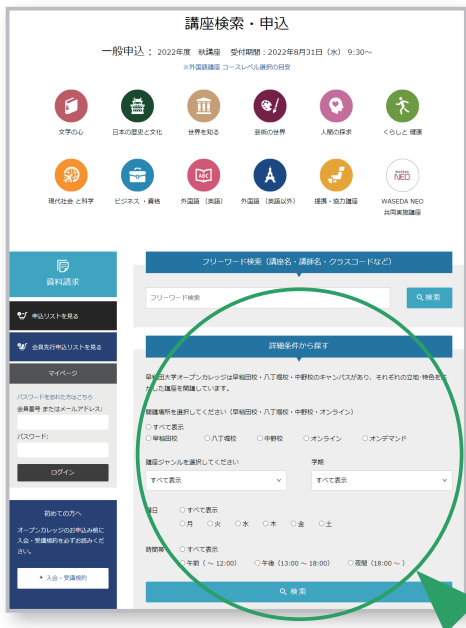 講座検索・申込
一般申込： 2022年度 秋講座 受付期間：2022年8月31日（水） 9:30～
※外国語講座 コースレベル選択の目安
文学の心 日本の歴史と文化 世界を知る 芸術の世界 人間の探求 くらしと 健康
ABC
WASEDA
NEO
現代社会 と科学 ビジネス・資格 外国語（英語） 外国語（英語以外） 提携・協力講座 WASEDA NEO
共同実施講座
資料請求
申込リストを見る
会員先行申込リストを見る
マイページ
パスワードを忘れた方はこちら
会員番号 またはメールアドレス:
パスワード:
ログイン
初めての方へ
オープンカレッジのお申込み前に
入会・受講規約を必ずお読みくだ
さい。
入会・受講規約
フリーワード検索（講座名・講師名・クラスコードなど）
フリーワード検索 検索
詳細条件から探す
早稲田大学オープンカレッジは早稲田校・八丁堀校・中野校のキャンパスがあり、それぞれの立地・特色を
かした講座を開講しています。
開講場所を選択してください（早稲田校・八丁堀校・中野校・オンライン）
すべて表示
早稲田校 八丁堀校 中野校 オンライン オンデマンド
講座ジャンルを選択してください 学期
すべて表示 すべて表示
曜日 すべて表示
月 火 水 木 金 土
時間帯 すべて表示
午前（ ～ 12:00） 午後（13:00 ～ 18:00） 夜間（18:00 ～ ）
検索